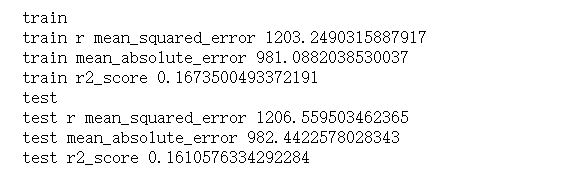 train
train r mean_squared_error 1203.2490315887917
train mean_absolute_error 981.0882038530037
train r2_score 0.1673500493372191
test
test r mean_squared_error 1206.559503462365
test mean_absolute_error 982.4422578028343
test r2_score 0.1610576334292284